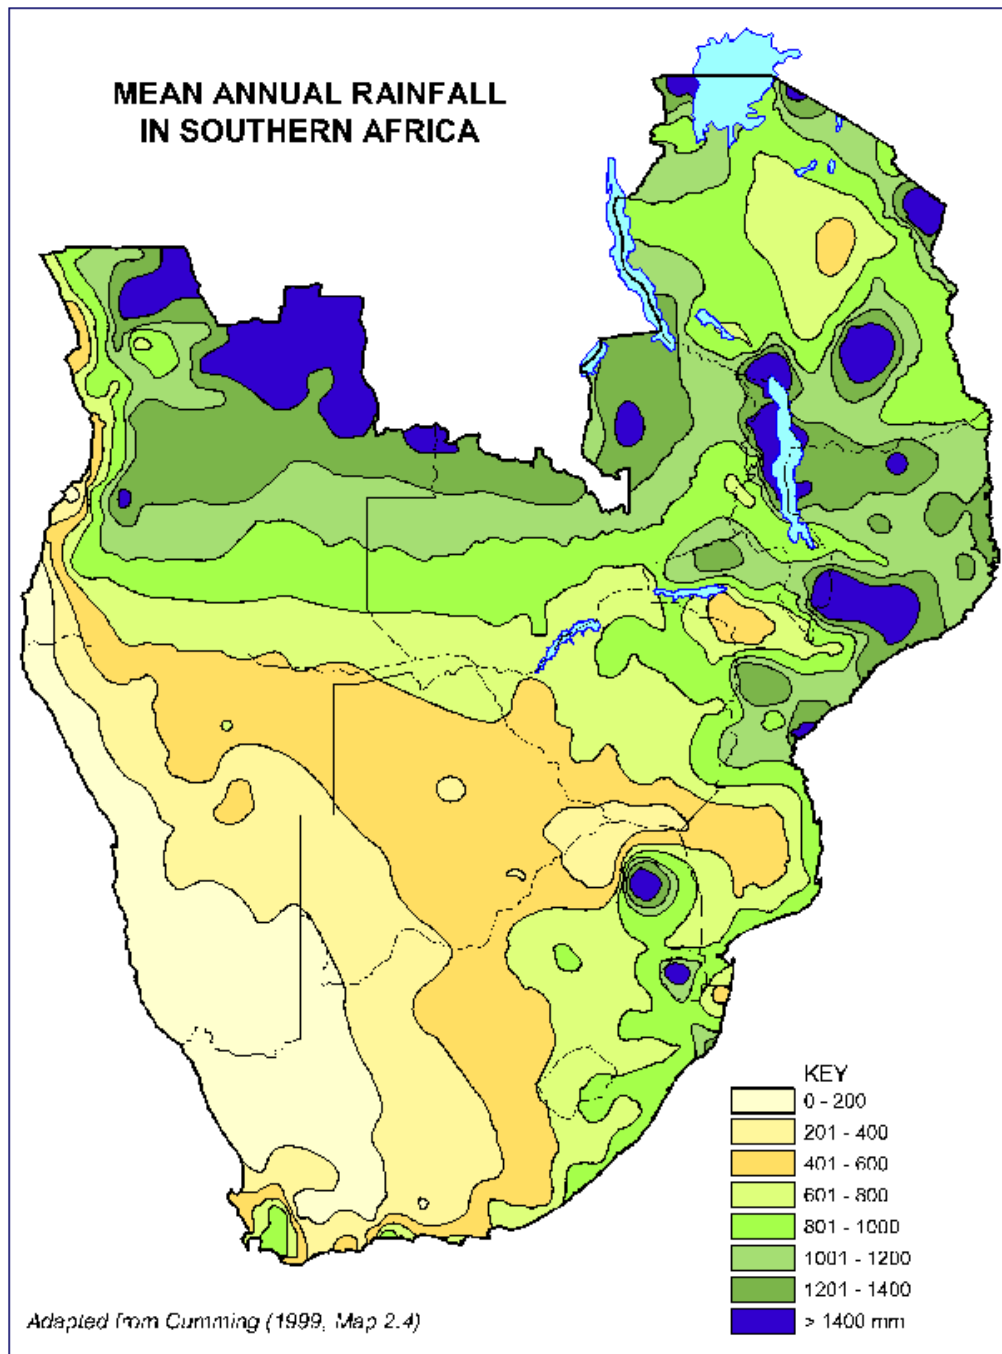 MEAN ANNUAL RAINFALL
IN SOUTHERN AFRICA
KEY
0 - 200
201 - 400
401 - 600
601 - 800
801 - 1000
1001 - 1200
1201 - 1400
> 1400 mm
Adapted from Cumming (1999, Map 2.4)